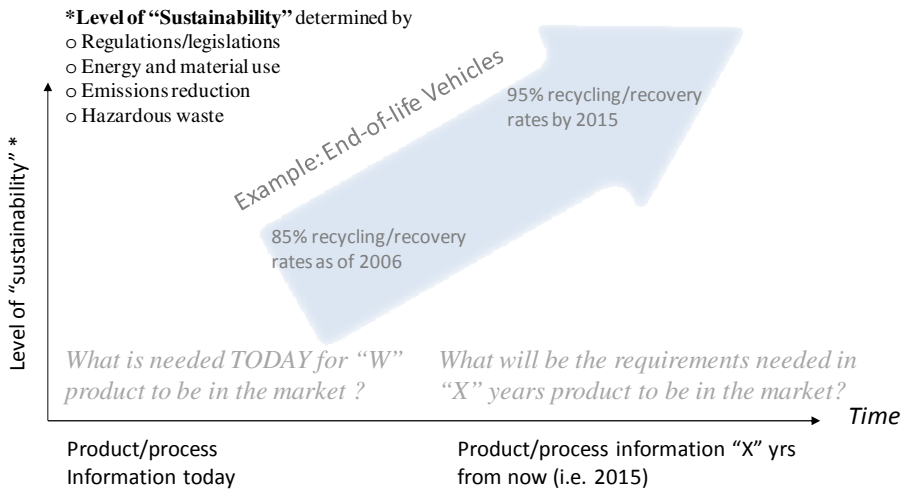 *Level of “Sustainability” determined by
o Regulations/legislations
o Energy and material use
o Emissions reduction
o Hazardous waste
Level of “sustainability” *
Example: End-of-life Vehicles
95% recycling/recovery
rates by 2015
85% recycling/recovery
rates as of 2006
What is needed TODAY for “W”
product to be in the market ?
What will be the requirements needed in
“X” years product to be in the market?
Time
Product/process
Information today
Product/process information “X” yrs
from now (i.e. 2015)